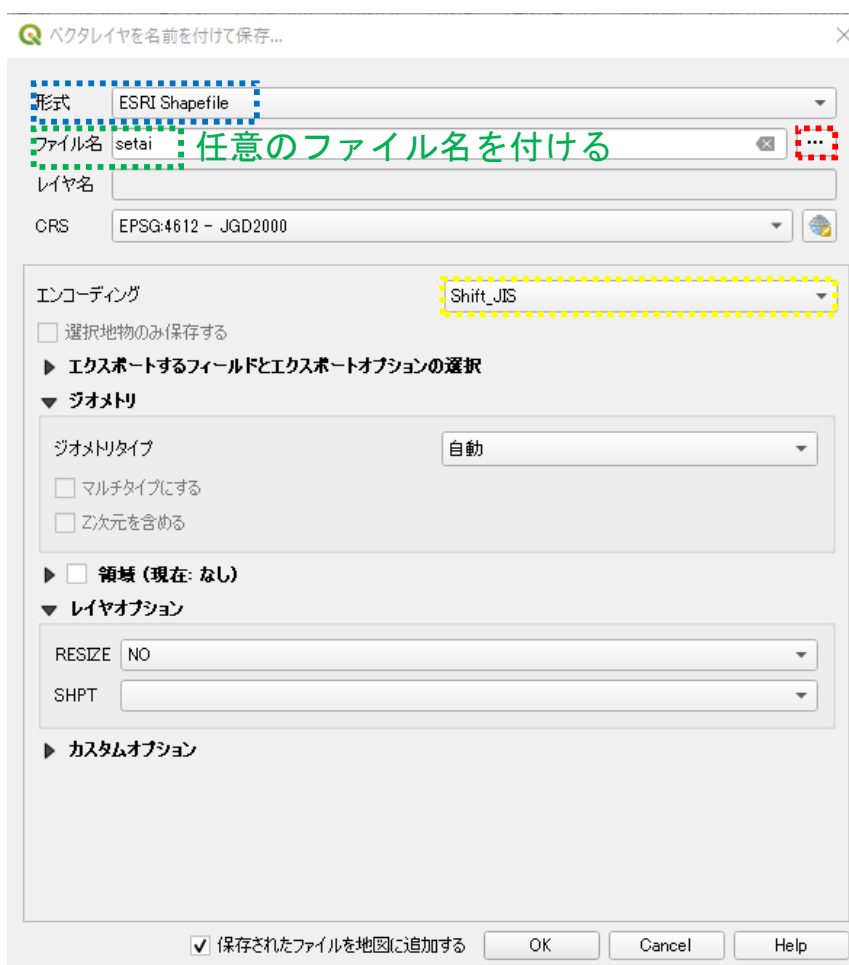 ベクタレイヤを名前を付けて保存...
形式 ESRI Shapefile
ファイル名 setai 任意のファイル名を付ける ...
レイヤ名
CRS EPSG:4612 - JGD2000
エンコーディング Shift_JIS
選択地物のみ保存する
エクスポートするフィールドとエクスポートオプションの選択
ジオメトリ
ジオメトリタイプ 自動
マルチタイプにする
Z次元を含める
領域 (現在: なし)
レイヤオプション
RESIZE NO
SHPT
カスタムオプション
保存されたファイルを地図に追加する OK Cancel Help